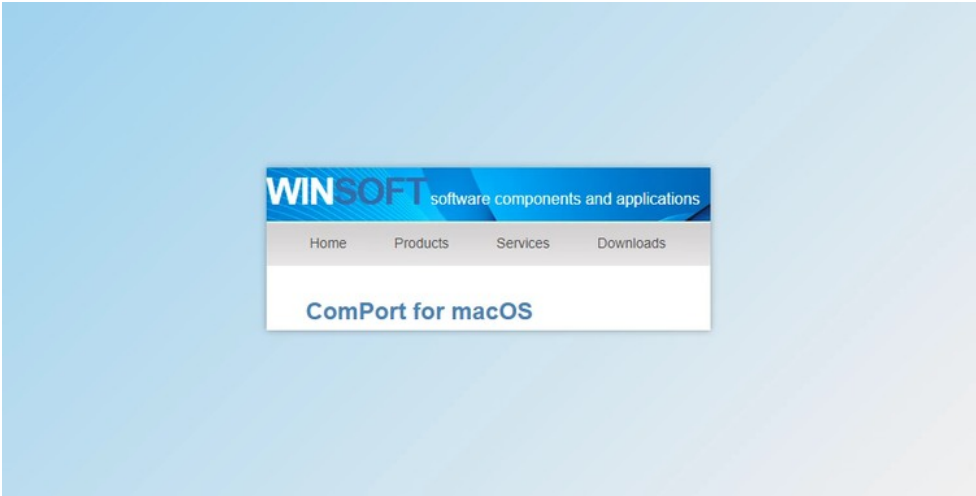 WINSOFT software components and applications
Home Products Services Downloads
ComPort for macOS